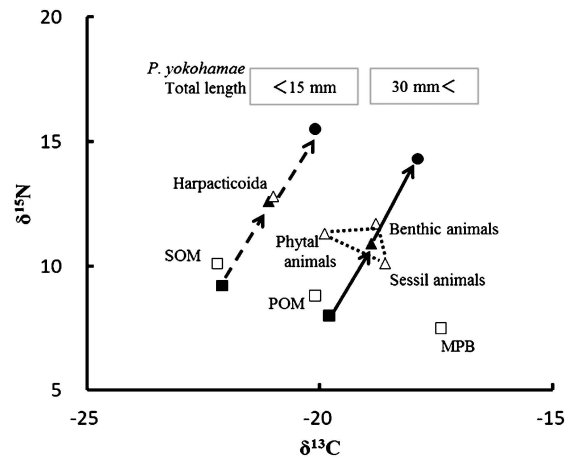 20
P. yokohamae
Total length
<15 mm
30 mm<
15
Harpacticoida
δ15N
Benthic animals
Phytal
animals
SOM
10
Sessil animals
POM
MPB
5
-25
-20
-15
δ13C